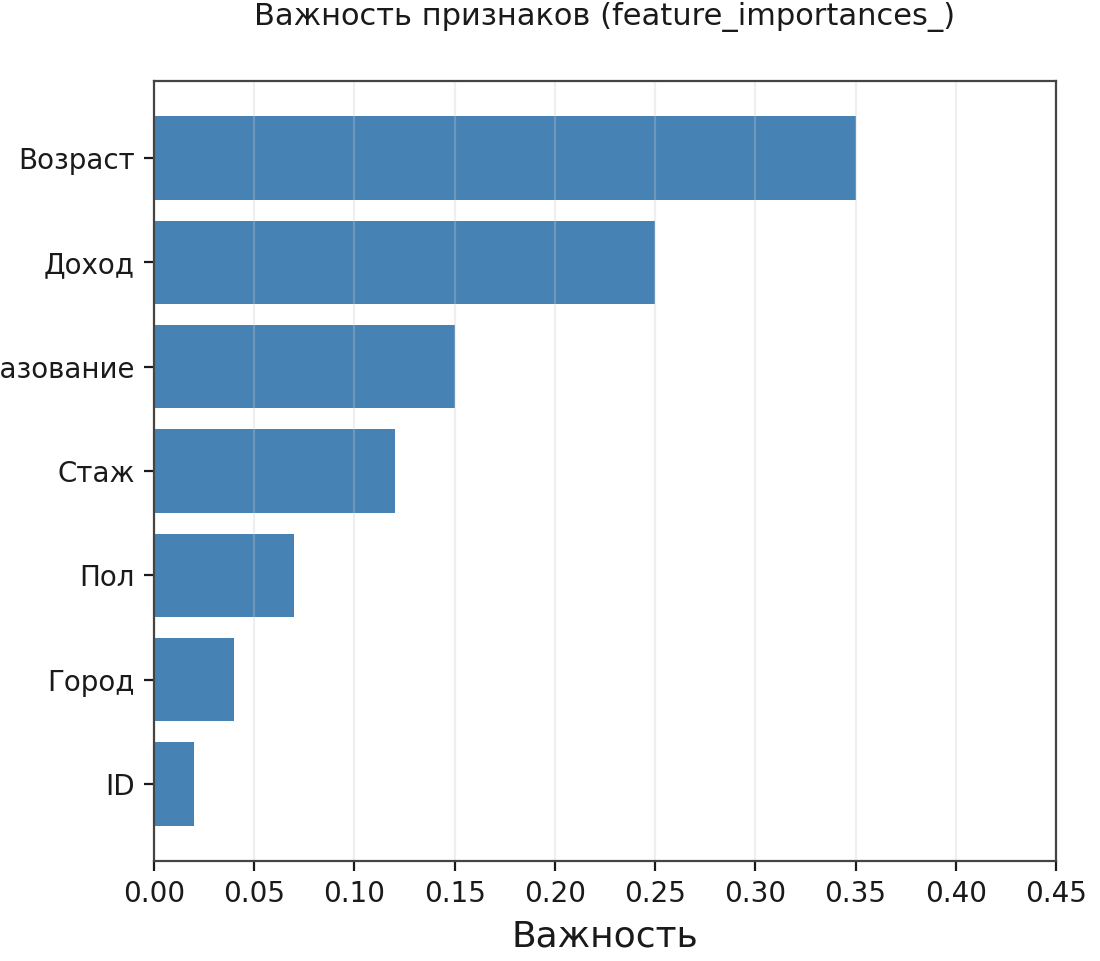 Важность признаков (feature_importances_)
Возраст
Доход
азование
Стаж
Пол
Город
ID
0.00 0.05 0.10 0.15 0.20 0.25 0.30 0.35 0.40 0.45
Важность